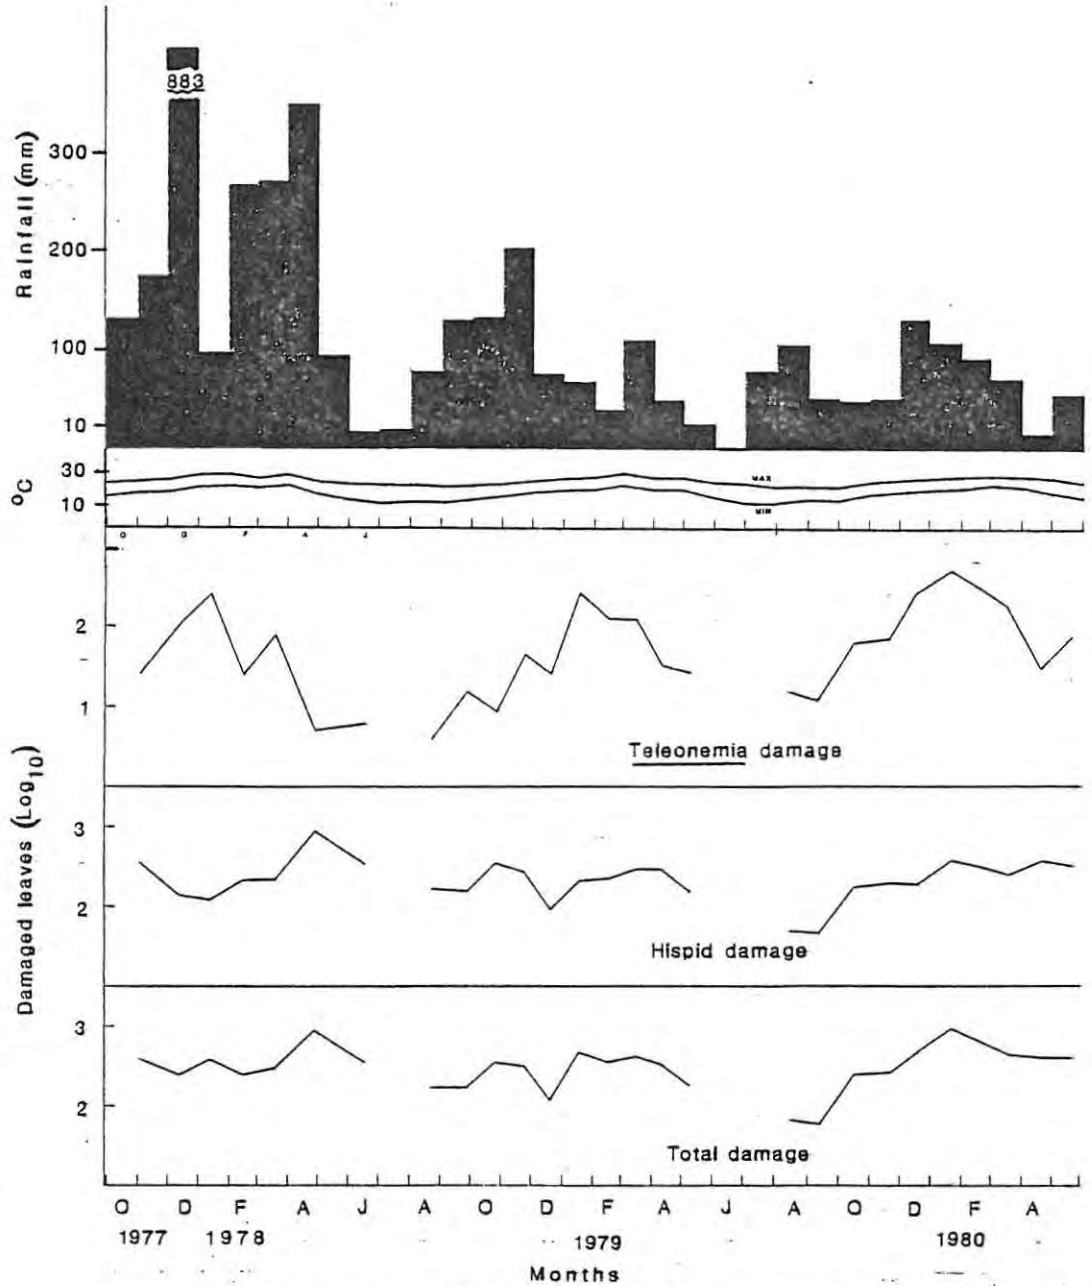 883
Rainfall (mm)
300
200
100
10
30
10
°C
MAX
MIN
O D F A J
2
1
Teleonemia damage
Damaged leaves (Log10)
3
2
Hispid damage
3
2
Total damage
O D F A J A O D F A J A O D F A
1977 1978 1979 1980
Months